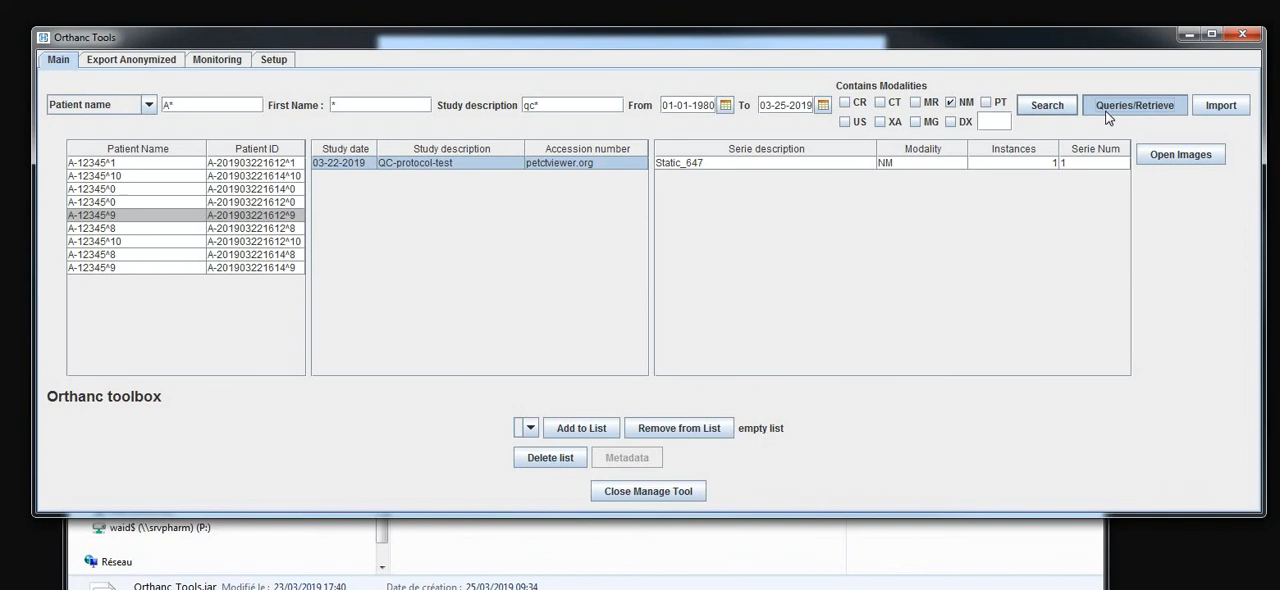 Orthanc Tools
Main Export Anonymized Monitoring Setup
Contains Modalities
Patient name A* First Name : * Study description qc* From 01-01-1980 To 03-25-2019 CR CT MR NM PT Search Queries/Retrieve Import
US XA MG DX
Patient Name Patient ID Study date Study description Accession number Serie description Modality Instances Serie Num Open Images
A-12345^1 A-201903221612^1 03-22-2019 QC-protocol-test petctviewer.org Static_647 NM 1 1
A-12345^10 A-201903221614^10
A-12345^0 A-201903221614^0
A-12345^0 A-201903221612^0
A-12345^9 A-201903221612^9
A-12345^8 A-201903221612^8
A-12345^10 A-201903221612^10
A-12345^8 A-201903221614^8
A-12345^9 A-201903221614^9
Orthanc toolbox
Add to List Remove from List empty list
Delete list Metadata
Close Manage Tool
waid$ (\\srvpharm) (P:)
Réseau
Orthanc Tools.jar Modifié le : 23/03/2019 17:40 Date de création : 25/03/2019 09:34